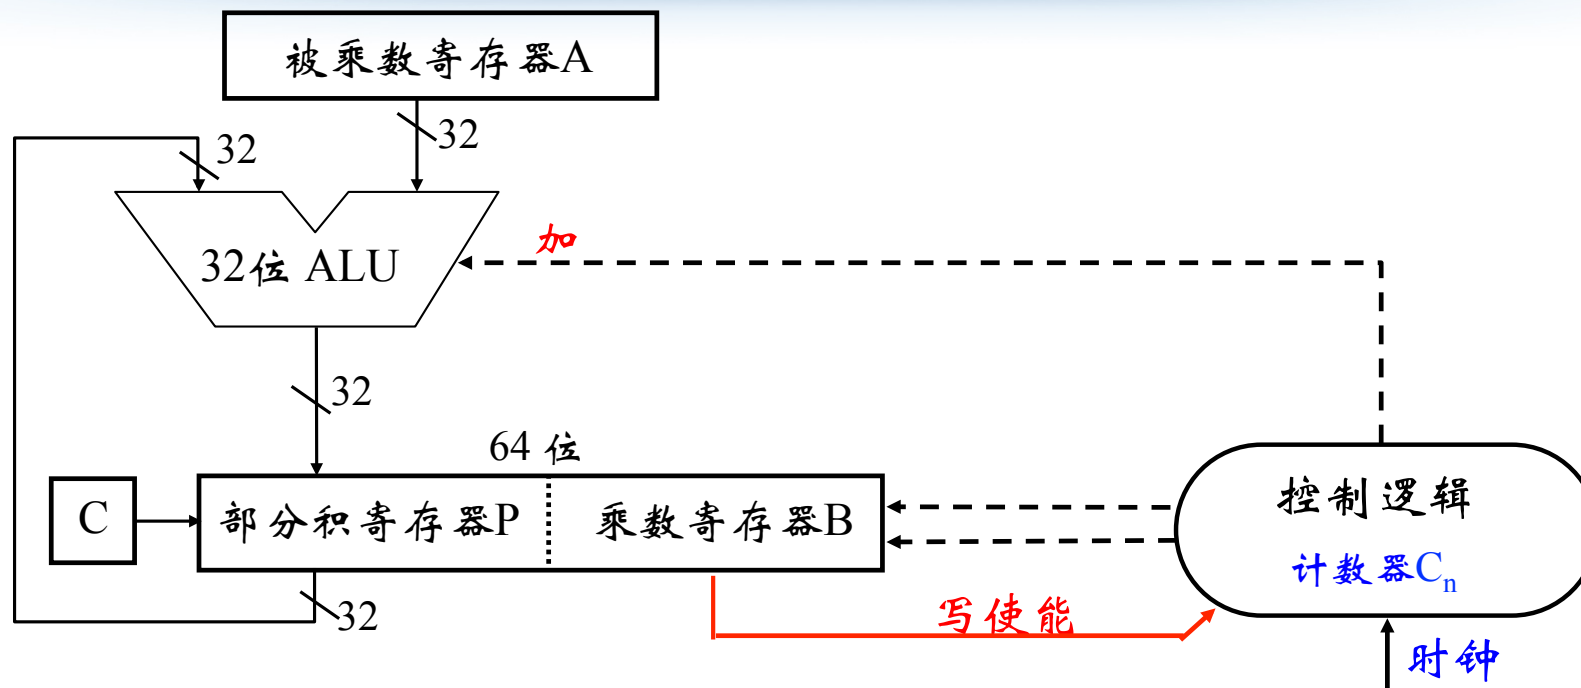 被乘数寄存器A
32
32
32位 ALU
加
32
64 位
C
部分积寄存器P
乘数寄存器B
控制逻辑
计数器Cn
32
写使能
时钟